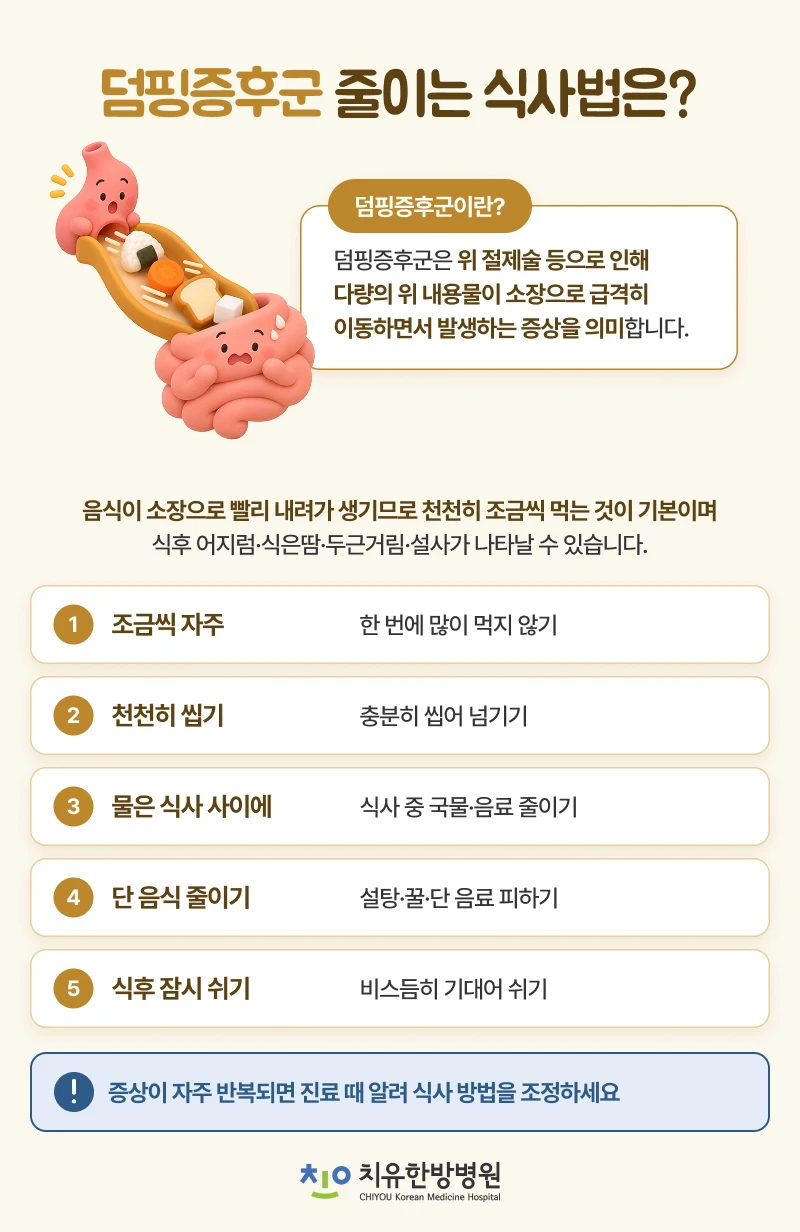 덤핑증후군 줄이는 식사법은?
덤핑증후군이란?
덤핑증후군은 위 절제술 등으로 인해
다량의 위 내용물이 소장으로 급격히
이동하면서 발생하는 증상을 의미합니다.
음식이 소장으로 빨리 내려가 생기므로 천천히 조금씩 먹는 것이 기본이며
식후 어지럼·식은땀·두근거림·설사가 나타날 수 있습니다.
1 조금씩 자주 한 번에 많이 먹지 않기
2 천천히 씹기 충분히 씹어 넘기기
3 물은 식사 사이에 식사 중 국물·음료 줄이기
4 단 음식 줄이기 설탕·꿀·단 음료 피하기
5 식후 잠시 쉬기 비스듬히 기대어 쉬기
! 증상이 자주 반복되면 진료 때 알려 식사 방법을 조정하세요
치유 치유한방병원
CHIYOU Korean Medicine Hospital